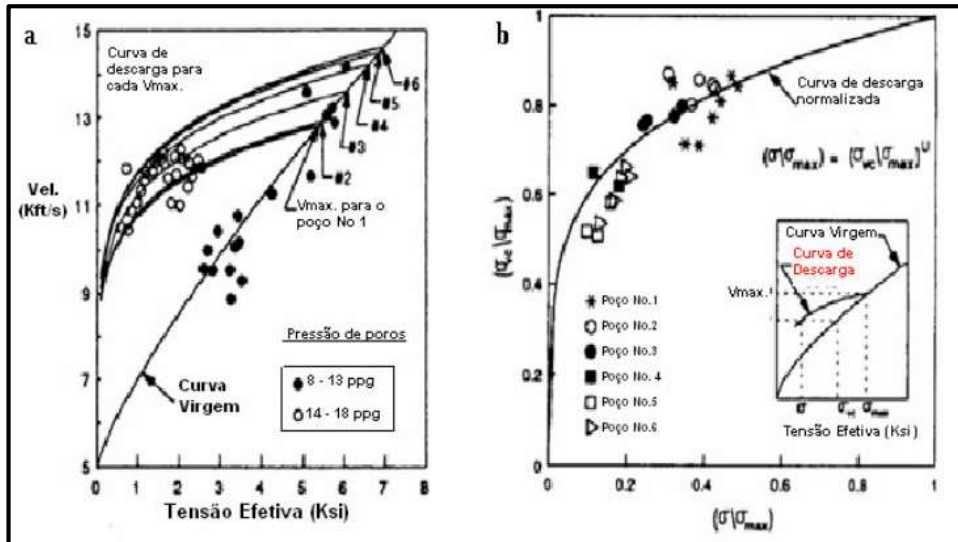 a
15
13
11
9
7
5
Vel.
(Kft/s)
Curva de
descarga para
cada Vmax.
#6
#5
#4
#3
#2
Vmax. para o
poço No 1
Pressão de poros
8 - 13 ppg
14 - 18 ppg
Curva
Virgem
0 1 2 3 4 5 6 7 8
Tensão Efetiva (Ksi)
b
1
0.8
0.6
0.4
0.2
0
(σvc\σmax)
Curva de descarga
normalizada
(σ\σmax) = (σvc\σmax)^U
Poço No.1
Poço No.2
Poço No.3
Poço No. 4
Poço No.5
Poço No.6
Curva Virgem
Curva de
Descarga
Vmax.
σ σvc σmax
Tensão Efetiva (Ksi)
0 0.2 0.4 0.6 0.8 1
(σ\σmax)